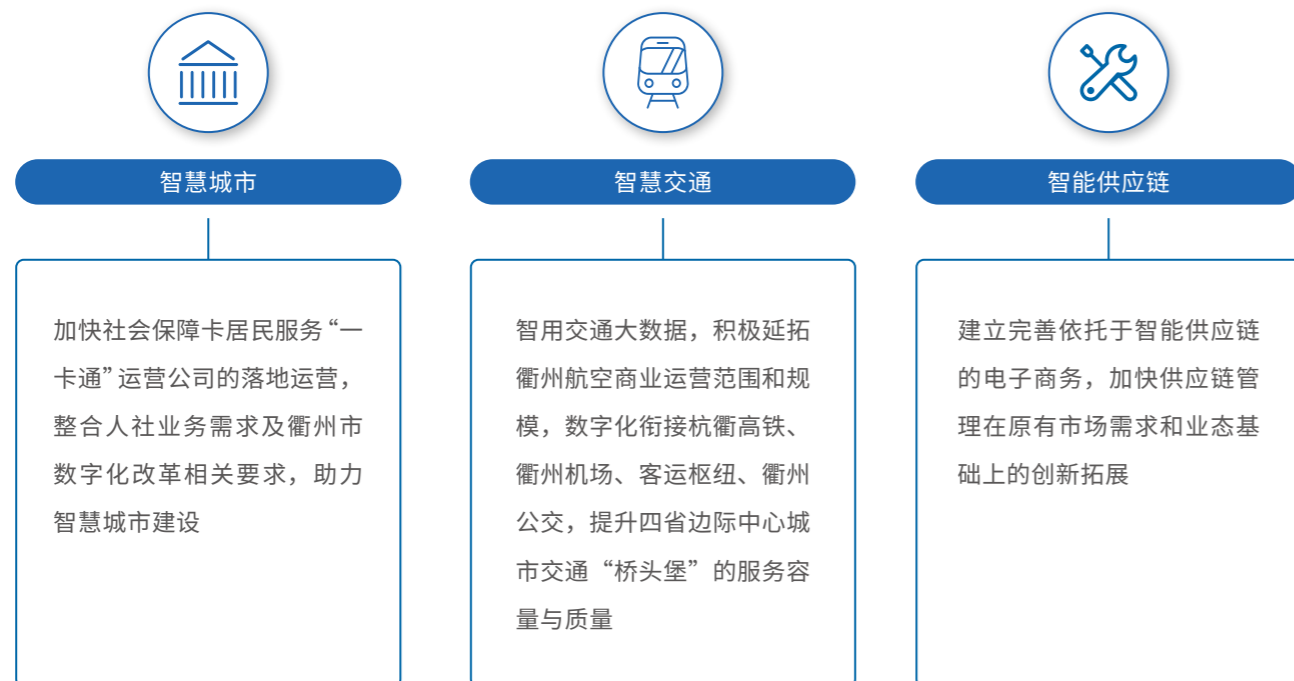 智慧城市
加快社会保障卡居民服务“一
卡通”运营公司的落地运营，
整合人社业务需求及衢州市
数字化改革相关要求，助力
智慧城市建设
智慧交通
智用交通大数据，积极延拓
衢州航空商业运营范围和规
模，数字化衔接杭衢高铁、
衢州机场、客运枢纽、衢州
公交，提升四省边际中心城
市交通“桥头堡”的服务容
量与质量
智能供应链
建立完善依托于智能供应链
的电子商务，加快供应链管
理在原有市场需求和业态基
础上的创新拓展